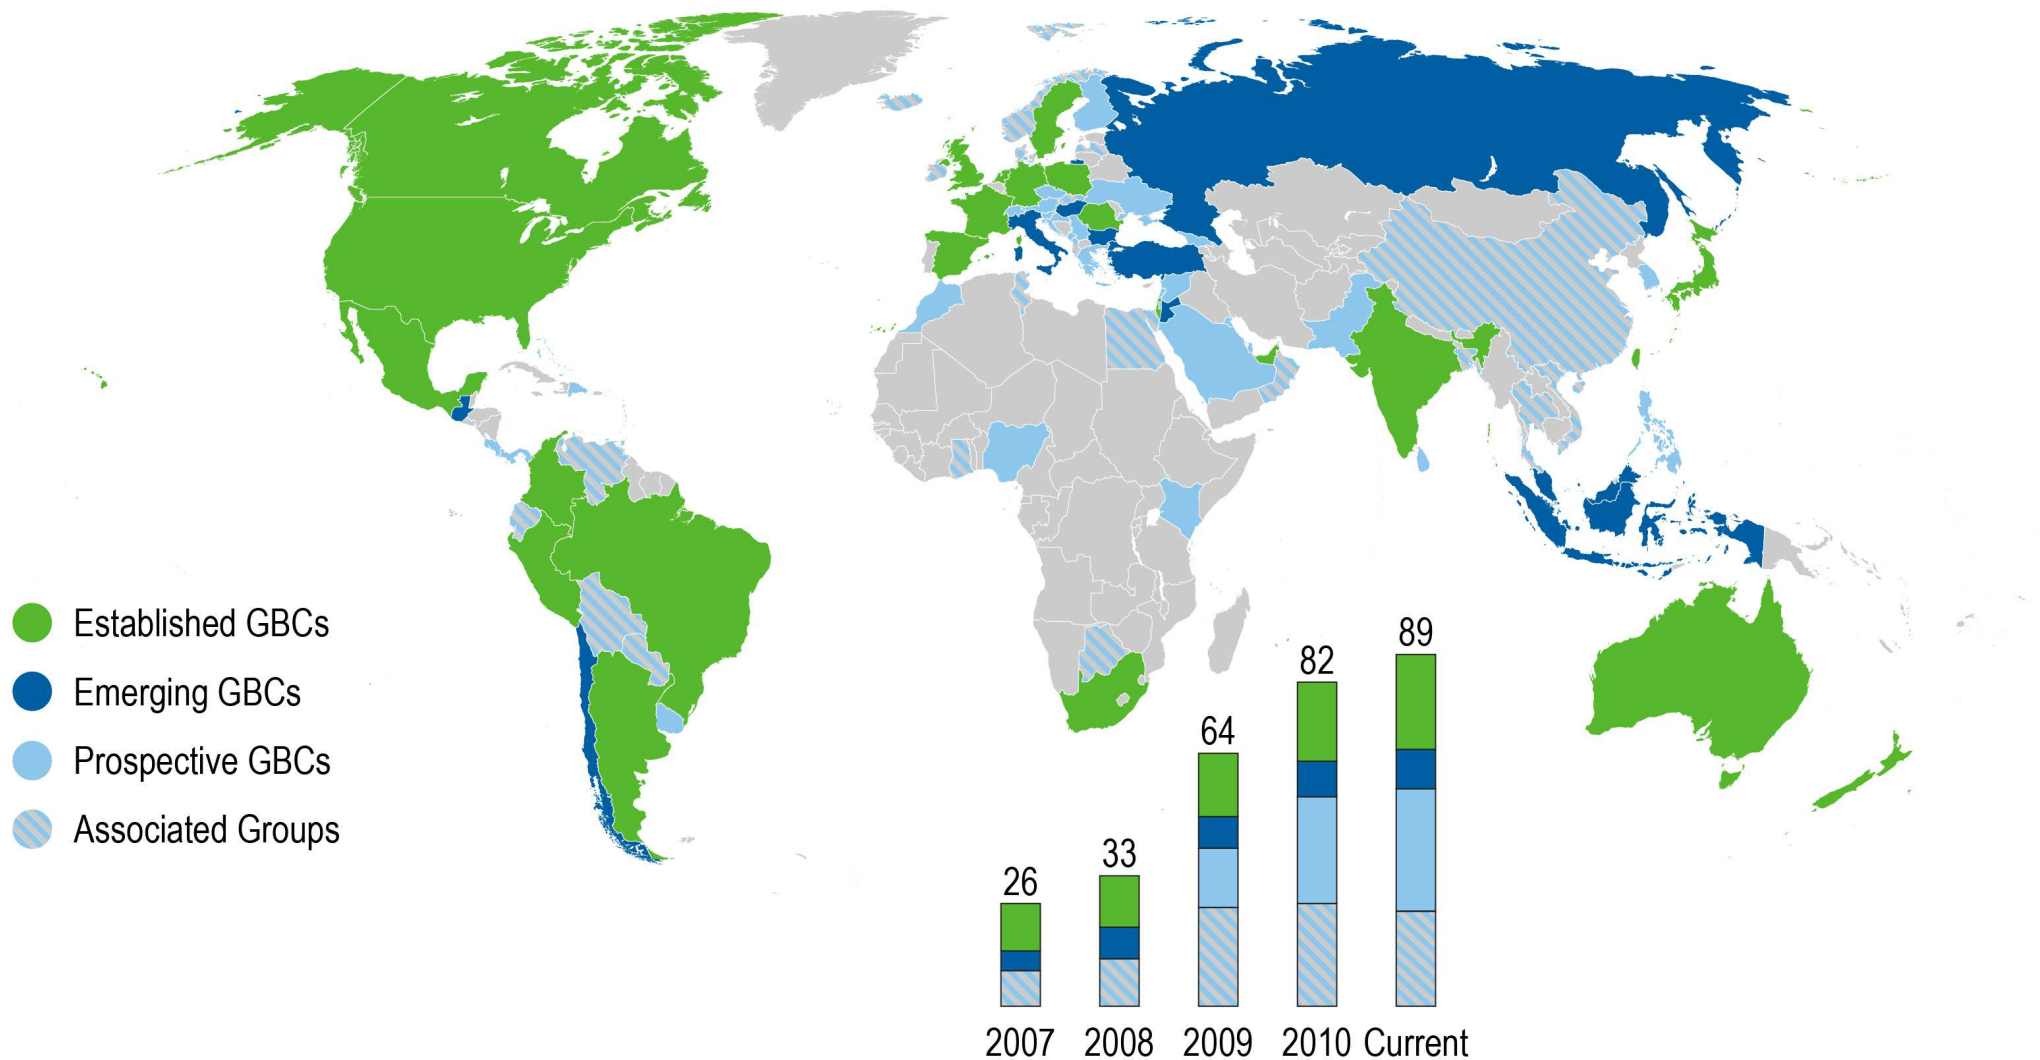 Established GBCs
Emerging GBCs
Prospective GBCs
Associated Groups
26
33
64
82
89
2007
2008
2009
2010
Current